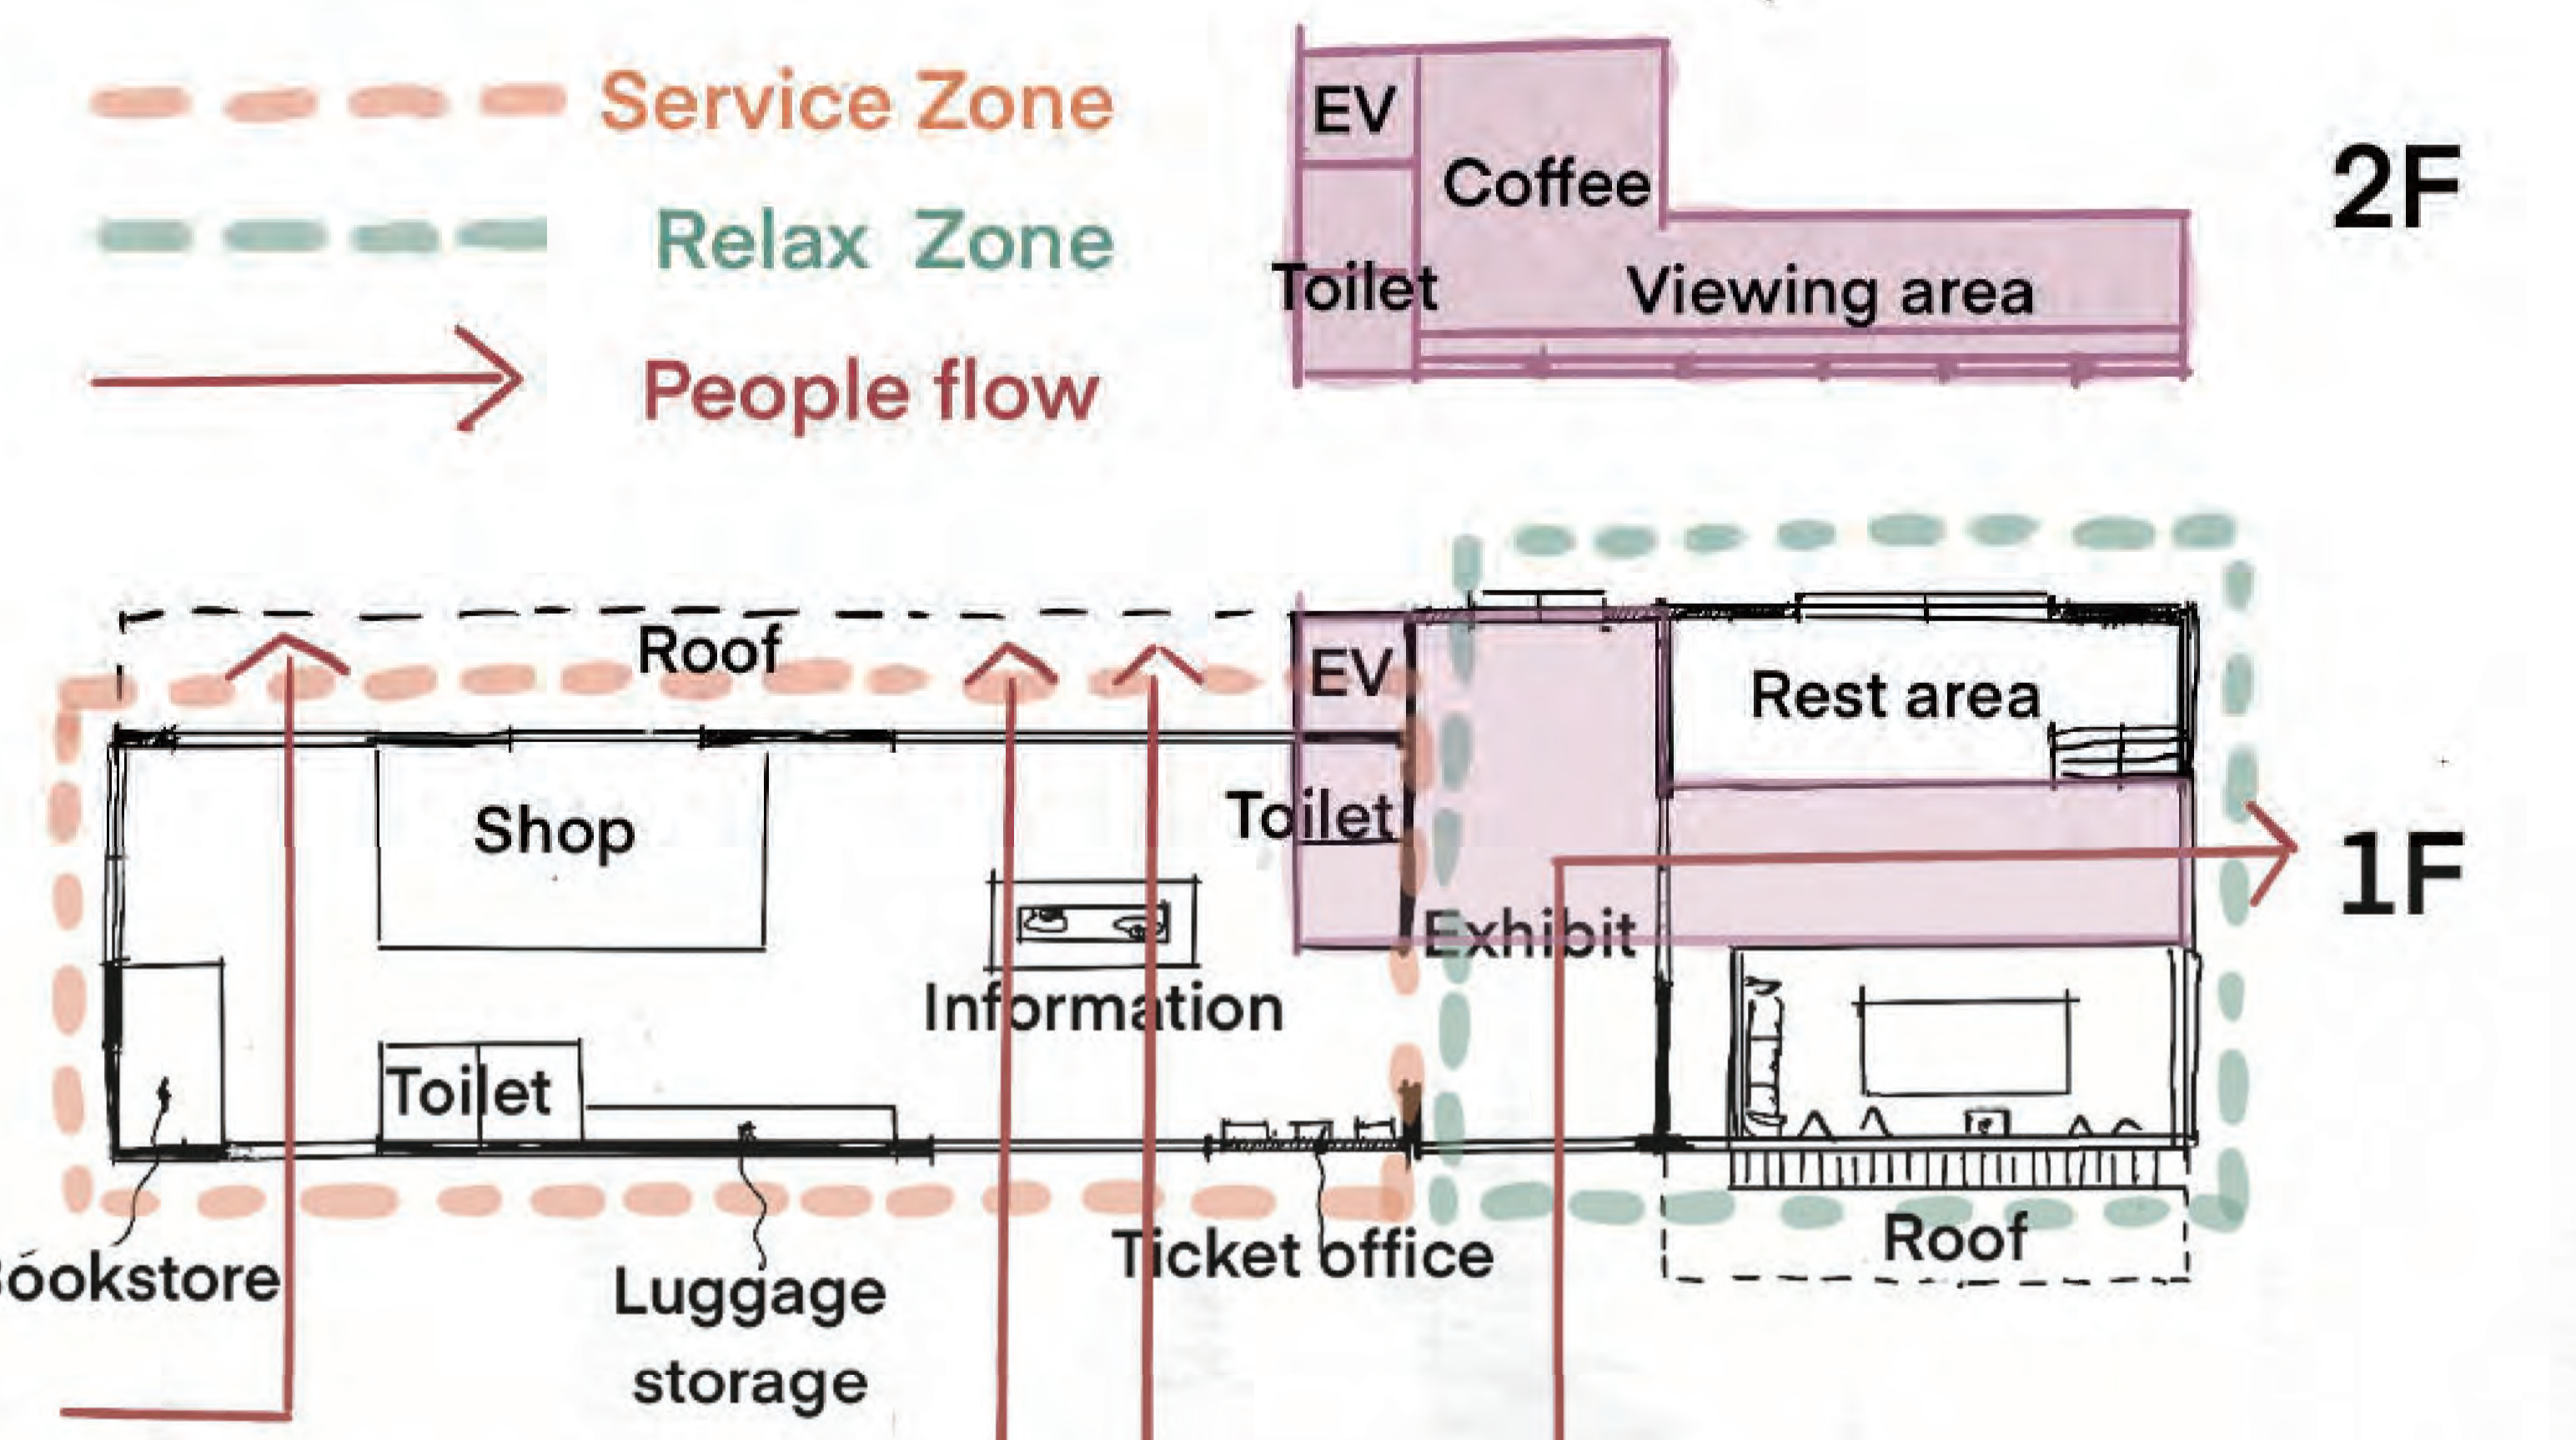 Service Zone
Relax Zone
People flow
EV
Coffee
Toilet
Viewing area
2F
Roof
EV
Rest area
Shop
Toilet
1F
Exhibit
Information
Toilet
Bookstore
Luggage
storage
Ticket office
Roof